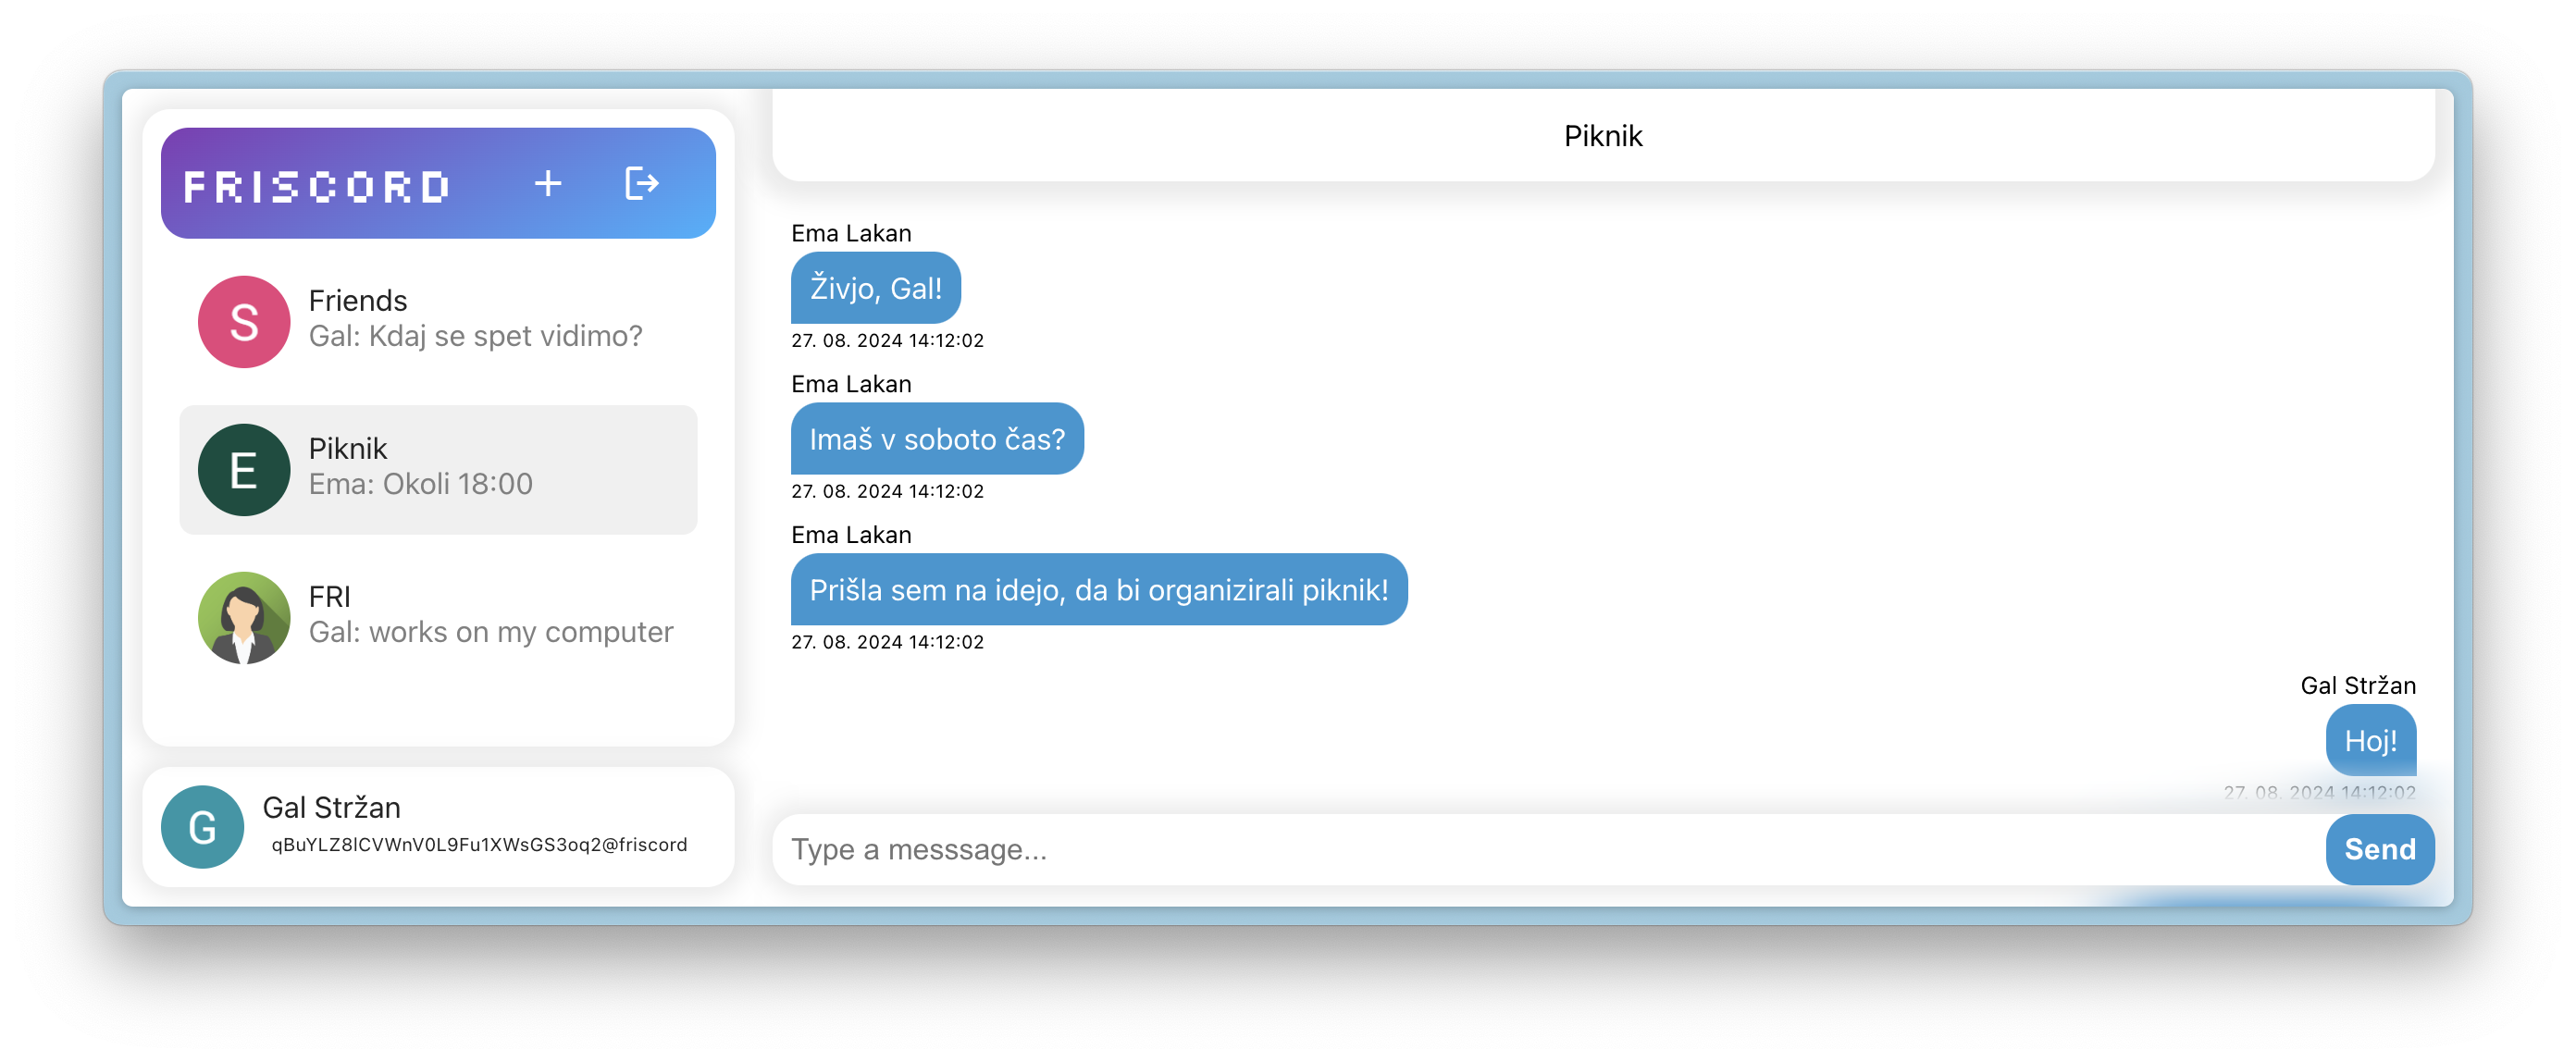 FRISCORD
S
Friends
Gal: Kdaj se spet vidimo?
E
Piknik
Ema: Okoli 18:00
FRI
Gal: works on my computer
G
Gal Stržan
qBuYLZ8lCVWnV0L9Fu1XWsGS3oq2@friscord
Piknik
Ema Lakan
Živjo, Gal!
27. 08. 2024 14:12:02
Ema Lakan
Imaš v soboto čas?
27. 08. 2024 14:12:02
Ema Lakan
Prišla sem na idejo, da bi organizirali piknik!
27. 08. 2024 14:12:02
Gal Stržan
Hoj!
27. 08. 2024 14:12:02
Type a messsage...
Send